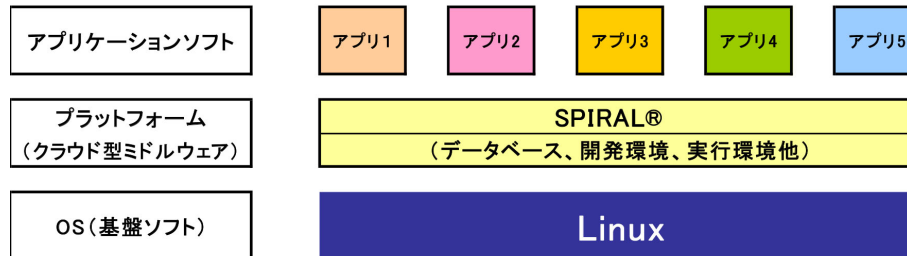 アプリケーションソフト
アプリ1
アプリ2
アプリ3
アプリ4
アプリ5
プラットフォーム
(クラウド型ミドルウェア)
SPIRAL®
(データベース、開発環境、実行環境他)
OS(基盤ソフト)
Linux